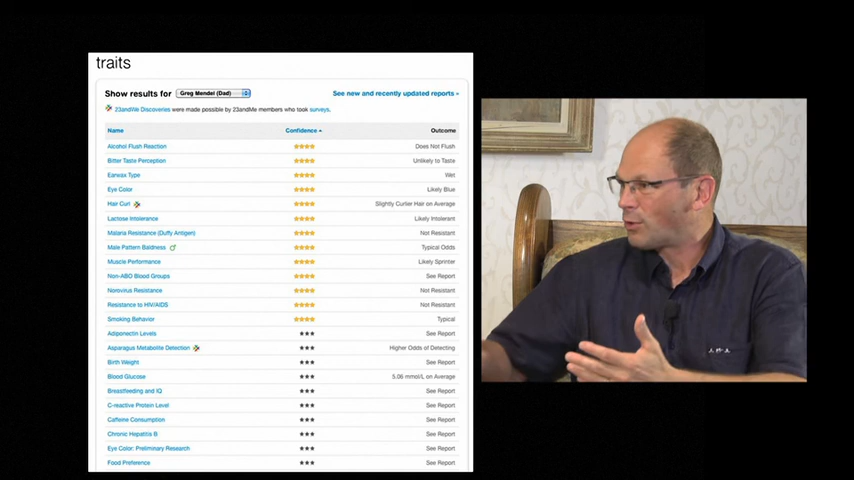 traits
Show results for Greg Mendel (Dad) See new and recently updated reports »
23andWe Discoveries were made possible by 23andMe members who took surveys.
Name Confidence Outcome
Alcohol Flush Reaction Does Not Flush
Bitter Taste Perception Unlikely to Taste
Earwax Type Wet
Eye Color Likely Blue
Hair Curl Slightly Curlier Hair on Average
Lactose Intolerance Likely Intolerant
Malaria Resistance (Duffy Antigen) Not Resistant
Male Pattern Baldness Typical Odds
Muscle Performance Likely Sprinter
Non-ABO Blood Groups See Report
Norovirus Resistance Not Resistant
Resistance to HIV/AIDS Not Resistant
Smoking Behavior Typical
Adiponectin Levels See Report
Asparagus Metabolite Detection Higher Odds of Detecting
Birth Weight See Report
Blood Glucose 5.06 mmol/L on Average
Breastfeeding and IQ See Report
C-reactive Protein Level See Report
Caffeine Consumption See Report
Chronic Hepatitis B See Report
Eye Color: Preliminary Research See Report
Food Preference See Report